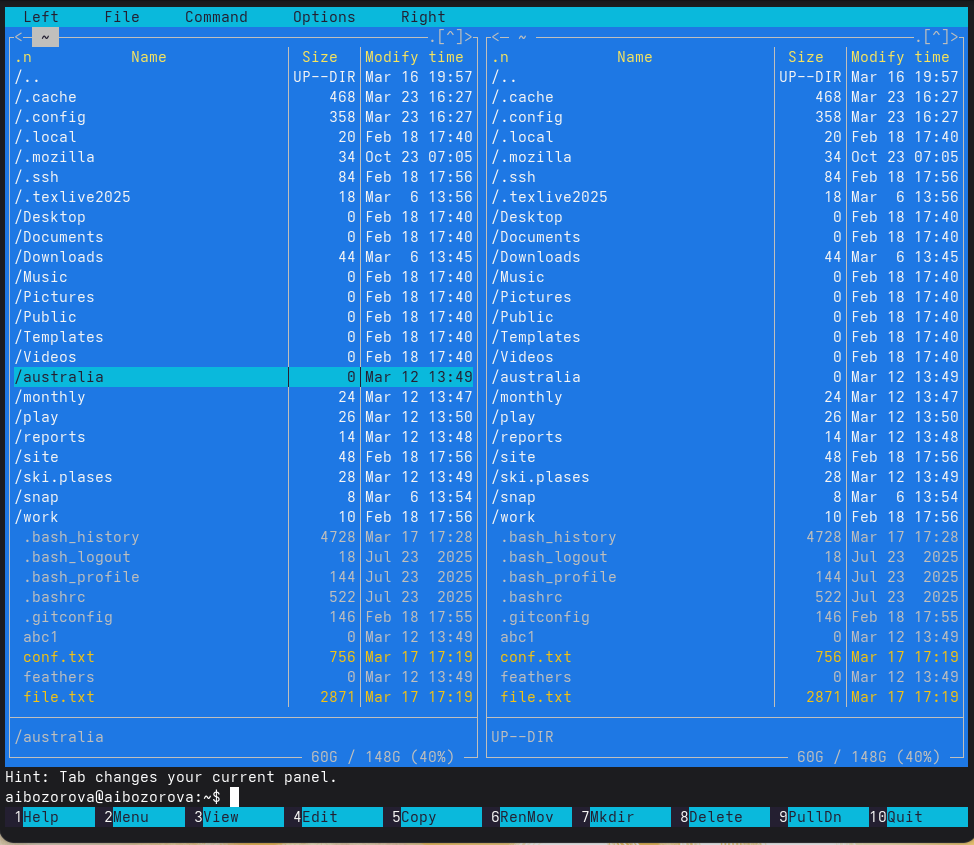 Left     File     Command     Options     Right
<─ ~ ─.[^]>  <─ ~ ─.[^]>
.n Name Size Modify time  .n Name Size Modify time
/.. UP--DIR Mar 16 19:57  /.. UP--DIR Mar 16 19:57
/.cache 468 Mar 23 16:27  /.cache 468 Mar 23 16:27
/.config 358 Mar 23 16:27  /.config 358 Mar 23 16:27
/.local 20 Feb 18 17:40  /.local 20 Feb 18 17:40
/.mozilla 34 Oct 23 07:05  /.mozilla 34 Oct 23 07:05
/.ssh 84 Feb 18 17:56  /.ssh 84 Feb 18 17:56
/.texlive2025 18 Mar  6 13:56  /.texlive2025 18 Mar  6 13:56
/Desktop 0 Feb 18 17:40  /Desktop 0 Feb 18 17:40
/Documents 0 Feb 18 17:40  /Documents 0 Feb 18 17:40
/Downloads 44 Mar  6 13:45  /Downloads 44 Mar  6 13:45
/Music 0 Feb 18 17:40  /Music 0 Feb 18 17:40
/Pictures 0 Feb 18 17:40  /Pictures 0 Feb 18 17:40
/Public 0 Feb 18 17:40  /Public 0 Feb 18 17:40
/Templates 0 Feb 18 17:40  /Templates 0 Feb 18 17:40
/Videos 0 Feb 18 17:40  /Videos 0 Feb 18 17:40
/australia 0 Mar 12 13:49  /australia 0 Mar 12 13:49
/monthly 24 Mar 12 13:47  /monthly 24 Mar 12 13:47
/play 26 Mar 12 13:50  /play 26 Mar 12 13:50
/reports 14 Mar 12 13:48  /reports 14 Mar 12 13:48
/site 48 Feb 18 17:56  /site 48 Feb 18 17:56
/ski.plases 28 Mar 12 13:49  /ski.plases 28 Mar 12 13:49
/snap 8 Mar  6 13:54  /snap 8 Mar  6 13:54
/work 10 Feb 18 17:56  /work 10 Feb 18 17:56
.bash_history 4728 Mar 17 17:28  .bash_history 4728 Mar 17 17:28
.bash_logout 18 Jul 23  2025  .bash_logout 18 Jul 23  2025
.bash_profile 144 Jul 23  2025  .bash_profile 144 Jul 23  2025
.bashrc 522 Jul 23  2025  .bashrc 522 Jul 23  2025
.gitconfig 146 Feb 18 17:55  .gitconfig 146 Feb 18 17:55
abc1 0 Mar 12 13:49  abc1 0 Mar 12 13:49
conf.txt 756 Mar 17 17:19  conf.txt 756 Mar 17 17:19
feathers 0 Mar 12 13:49  feathers 0 Mar 12 13:49
file.txt 2871 Mar 17 17:19  file.txt 2871 Mar 17 17:19
/australia  UP--DIR
60G / 148G (40%)  60G / 148G (40%)
Hint: Tab changes your current panel.
aibozorova@aibozorova:~$
1Help 2Menu 3View 4Edit 5Copy 6RenMov 7Mkdir 8Delete 9PullDn 10Quit